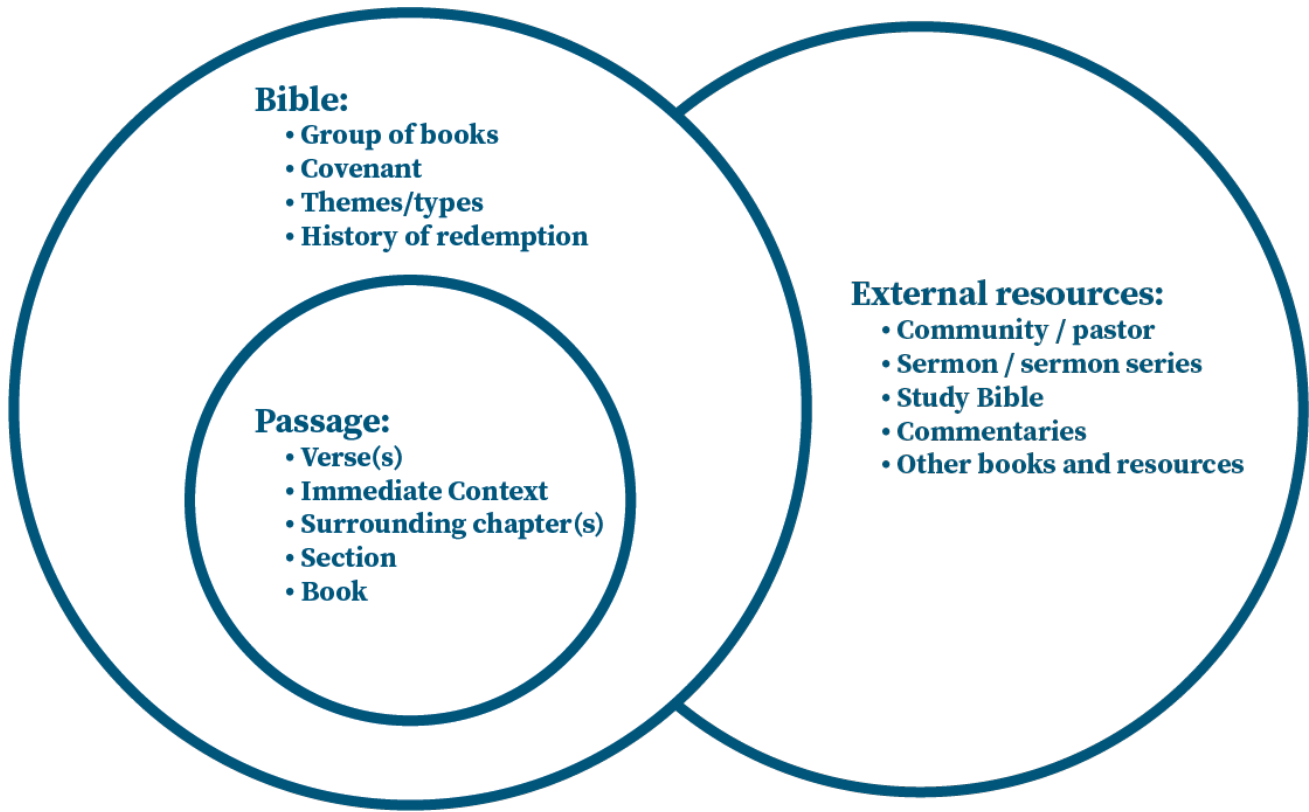 Bible:
• Group of books
• Covenant
• Themes/types
• History of redemption
Passage:
• Verse(s)
• Immediate Context
• Surrounding chapter(s)
• Section
• Book
External resources:
• Community / pastor
• Sermon / sermon series
• Study Bible
• Commentaries
• Other books and resources